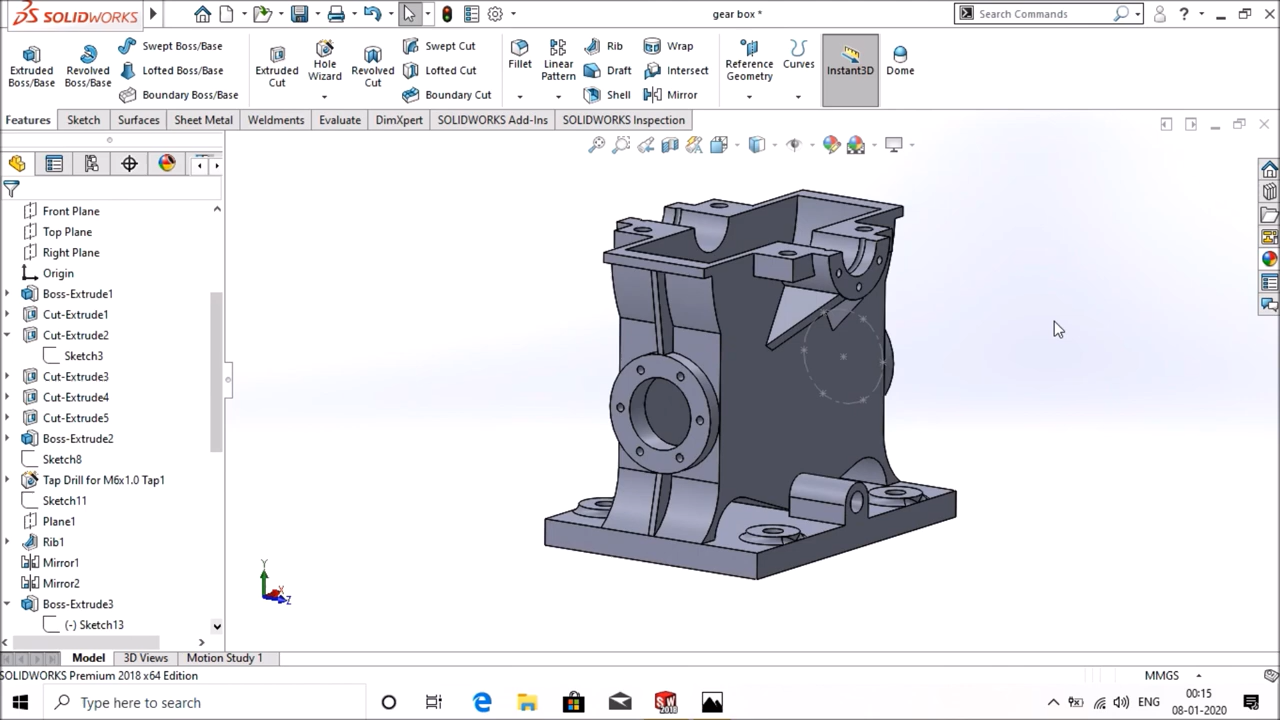 SOLIDWORKS
gear box *
Search Commands
?
Extruded Boss/Base
Revolved Boss/Base
Swept Boss/Base
Lofted Boss/Base
Boundary Boss/Base
Extruded Cut
Hole Wizard
Revolved Cut
Swept Cut
Lofted Cut
Boundary Cut
Fillet
Linear Pattern
Rib
Draft
Shell
Wrap
Intersect
Mirror
Reference Geometry
Curves
Instant3D
Dome
Features
Sketch
Surfaces
Sheet Metal
Weldments
Evaluate
DimXpert
SOLIDWORKS Add-Ins
SOLIDWORKS Inspection
Front Plane
Top Plane
Right Plane
Origin
Boss-Extrude1
Cut-Extrude1
Cut-Extrude2
Sketch3
Cut-Extrude3
Cut-Extrude4
Cut-Extrude5
Boss-Extrude2
Sketch8
Tap Drill for M6x1.0 Tap1
Sketch11
Plane1
Rib1
Mirror1
Mirror2
Boss-Extrude3
(-) Sketch13
Y
X
Z
Model
3D Views
Motion Study 1
SOLIDWORKS Premium 2018 x64 Edition
MMGS
Type here to search
SW
2018
ENG
00:15
08-01-2020